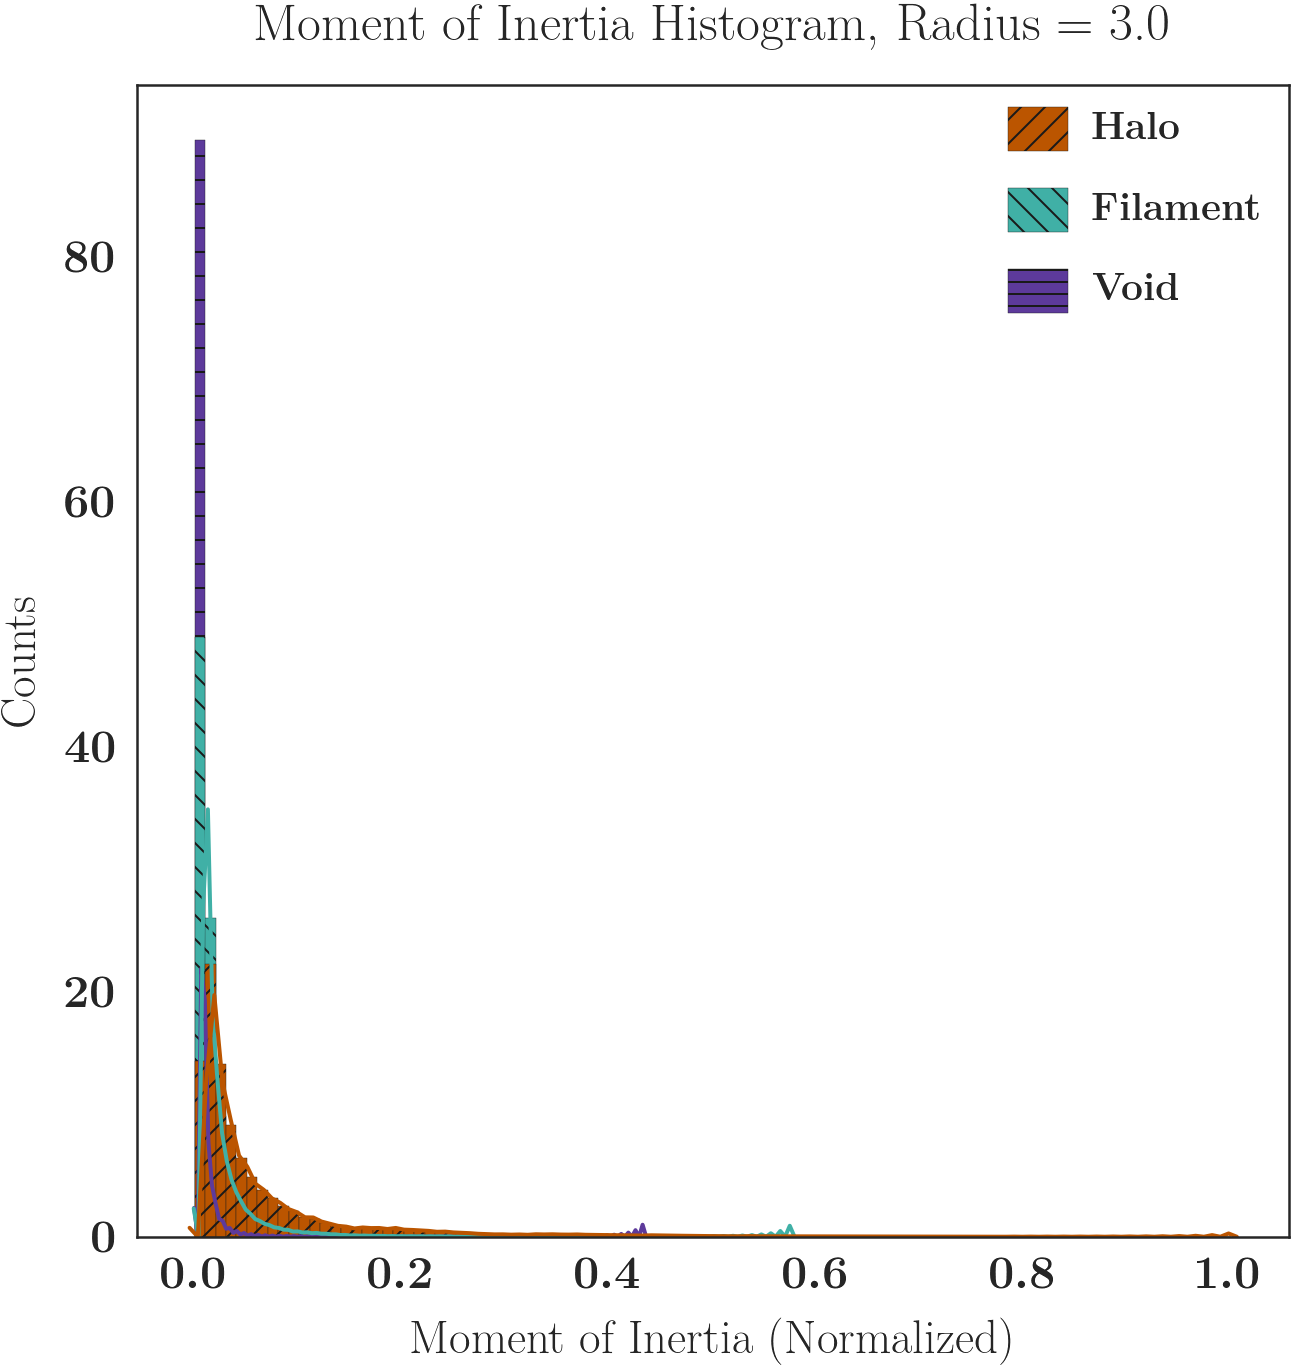 Moment of Inertia Histogram, Radius = 3.0
Halo
Filament
Void
80
60
40
20
0
Counts
0.0 0.2 0.4 0.6 0.8 1.0
Moment of Inertia (Normalized)